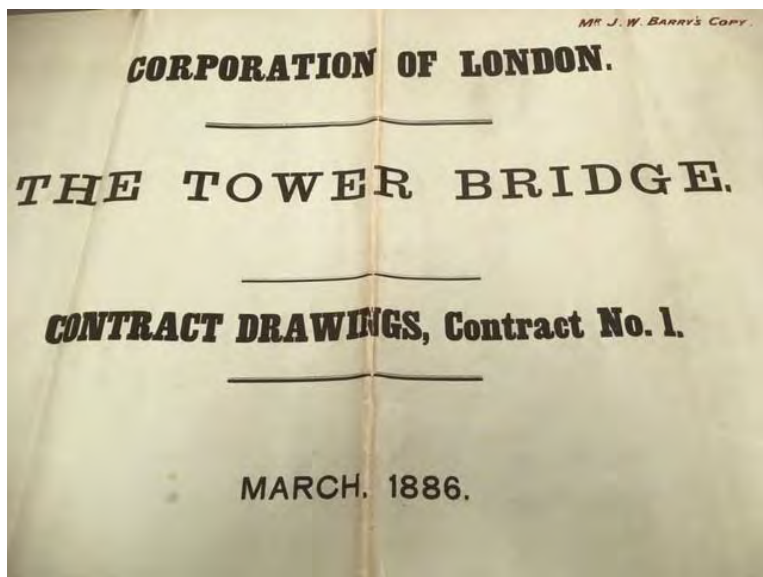 MR J. W. BARRY'S COPY.
CORPORATION OF LONDON.
THE TOWER BRIDGE.
CONTRACT DRAWINGS, Contract No. 1.
MARCH, 1886.